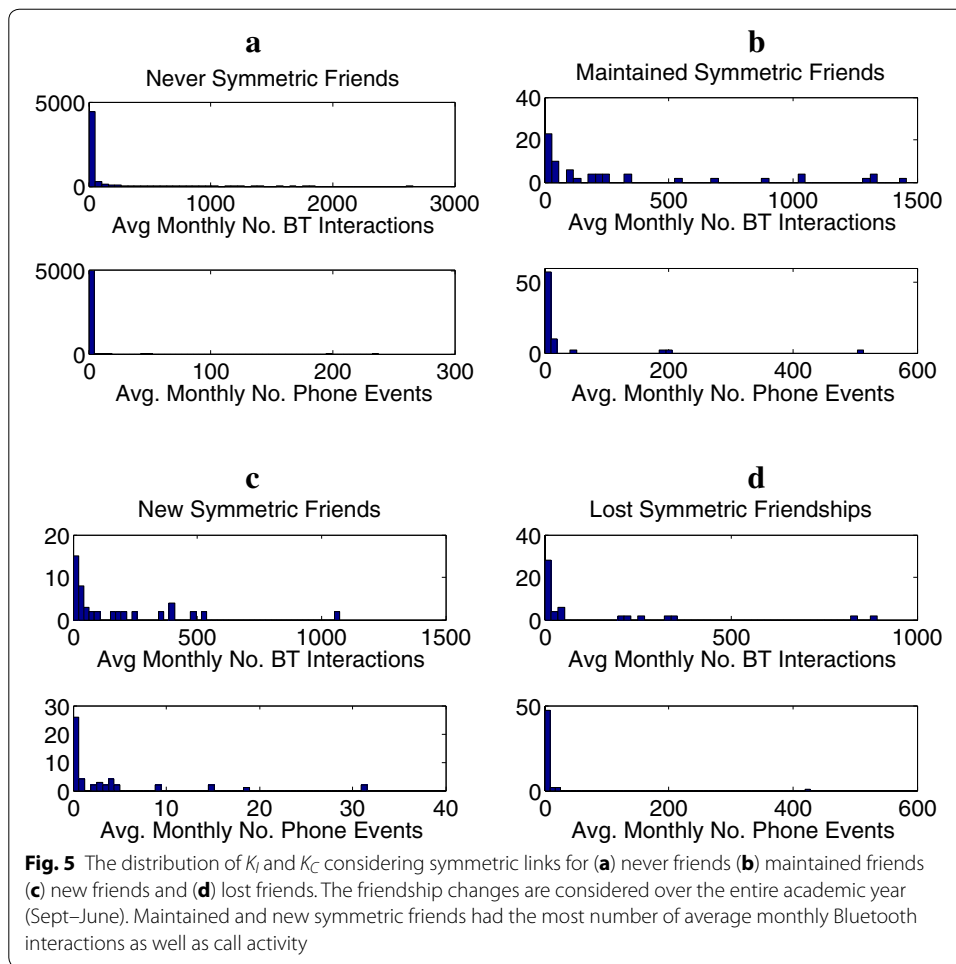 a
Never Symmetric Friends
5000
0
0 1000 2000 3000
Avg Monthly No. BT Interactions
5000
0
0 100 200 300
Avg. Monthly No. Phone Events
b
Maintained Symmetric Friends
40
20
0
0 500 1000 1500
Avg Monthly No. BT Interactions
50
0
0 200 400 600
Avg. Monthly No. Phone Events
c
New Symmetric Friends
20
10
0
0 500 1000 1500
Avg Monthly No. BT Interactions
30
20
10
0
0 10 20 30 40
Avg. Monthly No. Phone Events
d
Lost Symmetric Friendships
40
20
0
0 500 1000
Avg Monthly No. BT Interactions
50
0
0 200 400 600
Avg. Monthly No. Phone Events
Fig. 5 The distribution of K_I and K_C considering symmetric links for (a) never friends (b) maintained friends
(c) new friends and (d) lost friends. The friendship changes are considered over the entire academic year
(Sept–June). Maintained and new symmetric friends had the most number of average monthly Bluetooth
interactions as well as call activity